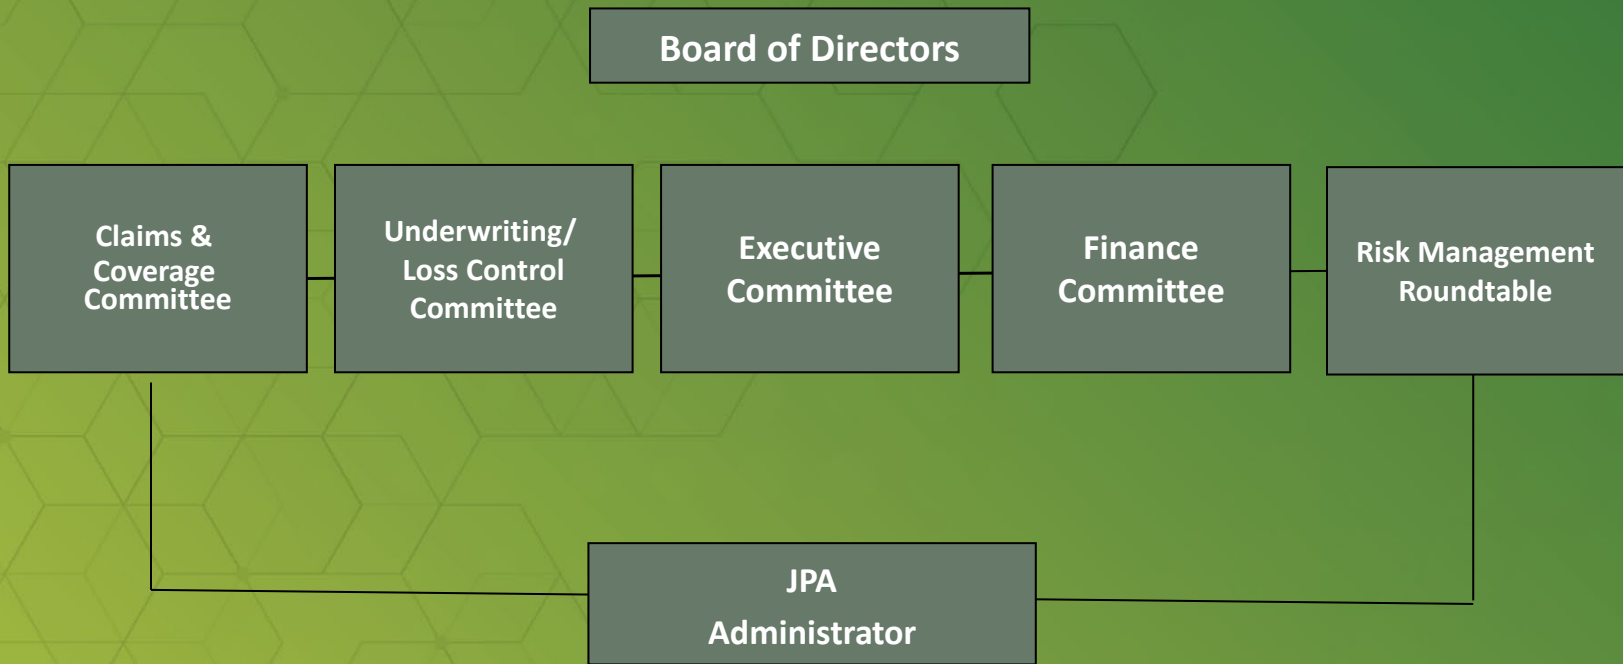 Board of Directors
Claims &
Coverage
Committee
Underwriting/
Loss Control
Committee
Executive
Committee
Finance
Committee
Risk Management
Roundtable
JPA
Administrator